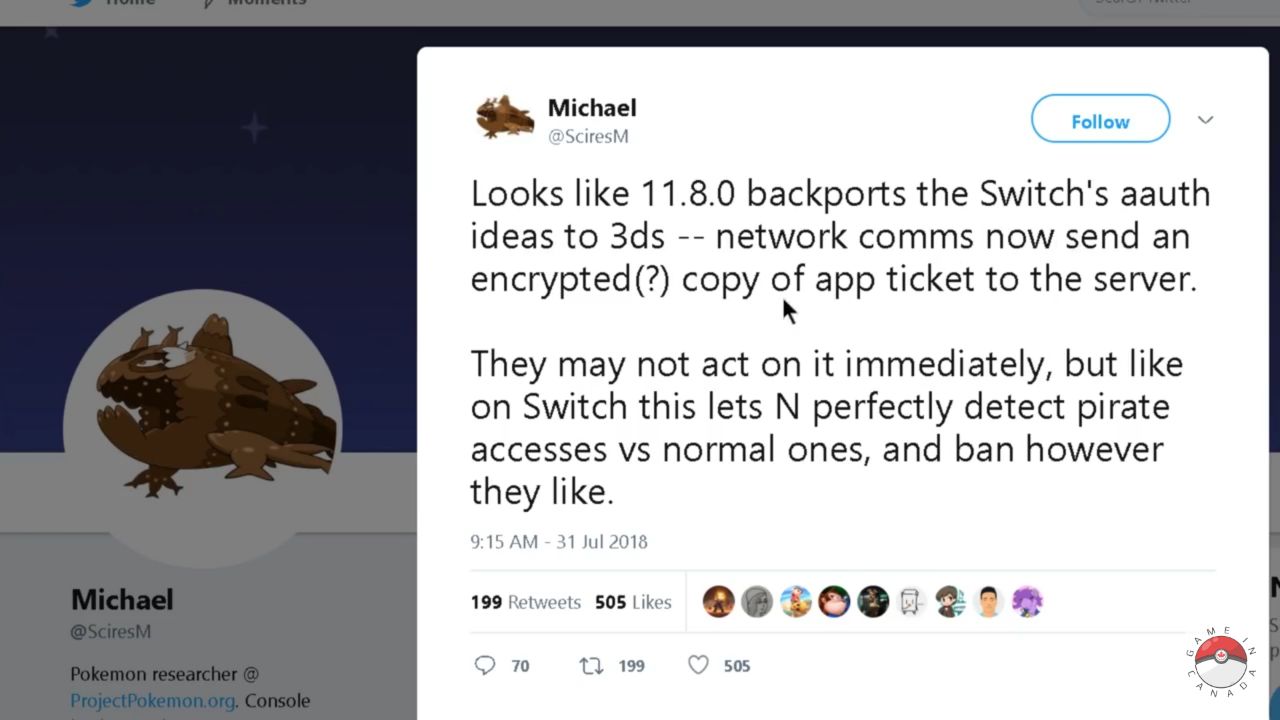 Home
Moments
Search Twitter
Michael
@SciresM
Follow
Looks like 11.8.0 backports the Switch's aauth
ideas to 3ds -- network comms now send an
encrypted(?) copy of app ticket to the server.
They may not act on it immediately, but like
on Switch this lets N perfectly detect pirate
accesses vs normal ones, and ban however
they like.
9:15 AM - 31 Jul 2018
199 Retweets 505 Likes
70 199 505
Michael
@SciresM
Pokemon researcher @
ProjectPokemon.org. Console
GAME IN
CANADA